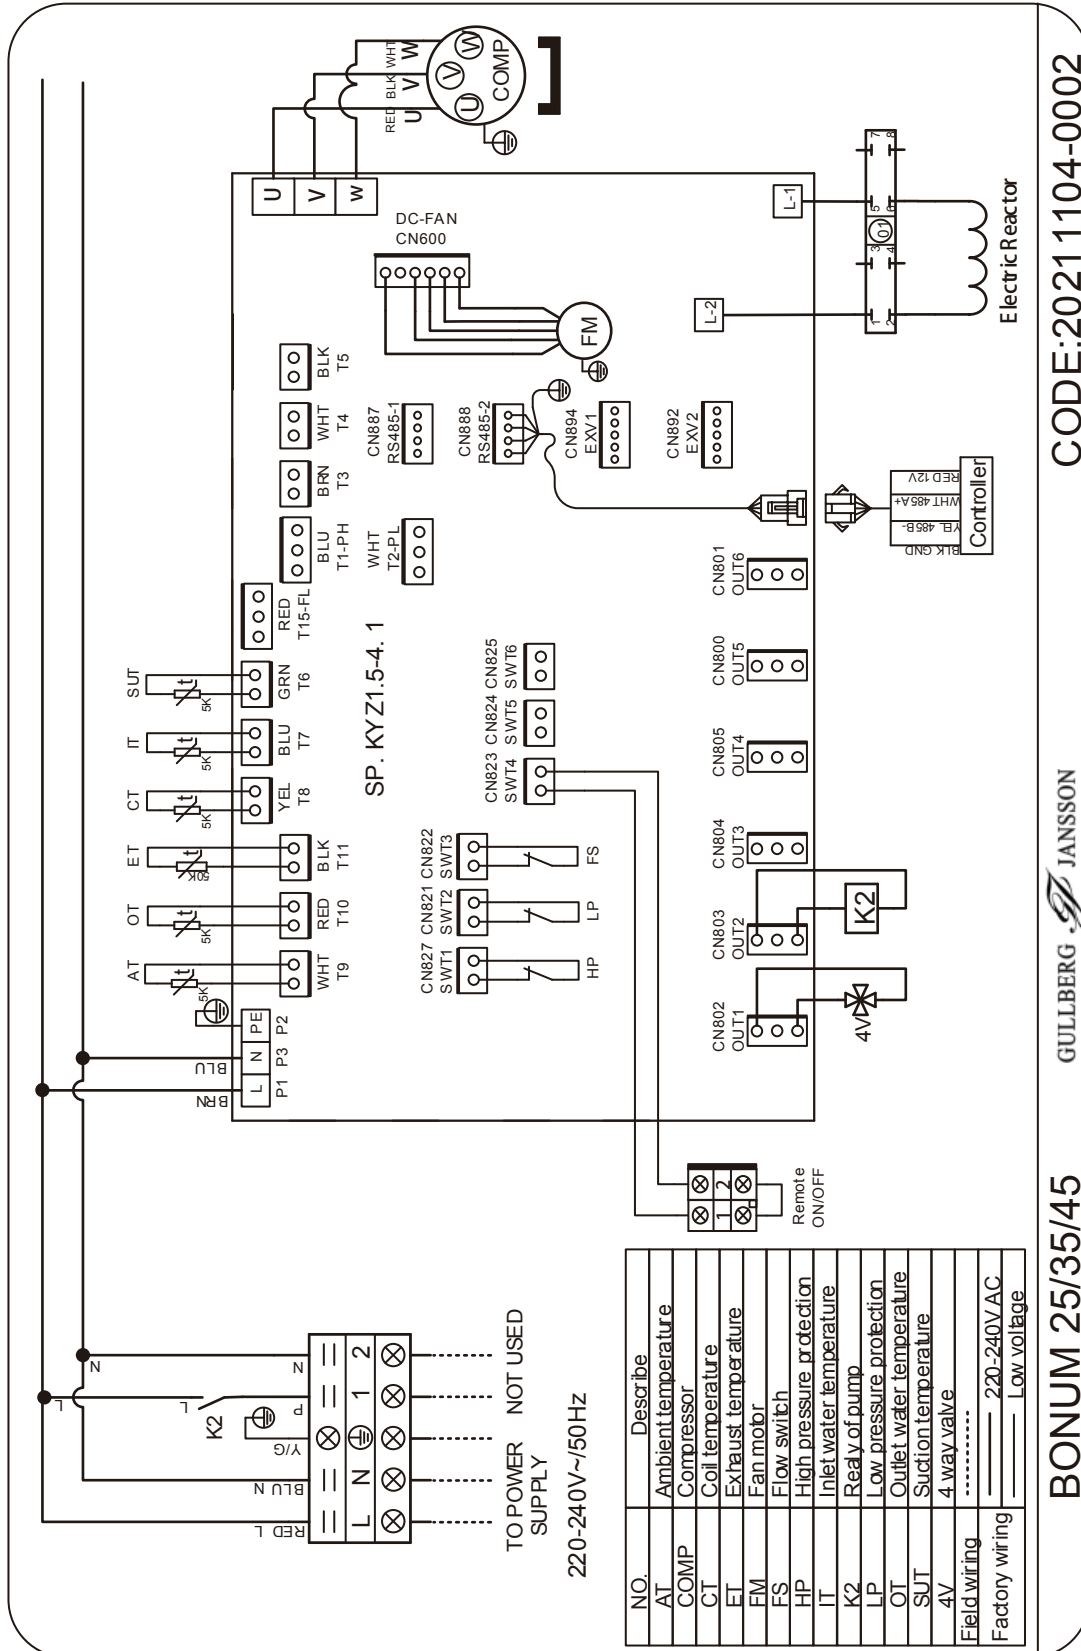 RED L
BLU N
Y/G
P
N
L
N
L
N
1
2
L
L
N
K2
TO POWER
SUPPLY
NOT USED
220-240V~/50Hz
BRN
BLU
L
N
PE
P1
P3
P2
AT
5K
WHT
T9
OT
5K
RED
T10
ET
50K
BLK
T11
CT
5K
YEL
T8
IT
5K
BLU
T7
SUT
5K
GRN
T6
RED
T15-FL
BLU
T1-PH
BRN
T3
WHT
T4
BLK
T5
WHT
T2-PL
SP. KYZ1.5-4. 1
CN887
RS485-1
CN888
RS485-2
CN894
EXV1
CN892
EXV2
DC-FAN
CN600
FM
U
V
w
RED
BLK
WHT
U
V
W
U
V
W
COMP
CN827
SWT1
HP
CN821
SWT2
LP
CN822
SWT3
FS
CN823
SWT4
CN824
SWT5
CN825
SWT6
1
2
Remote
ON/OFF
CN802
OUT1
4V
CN803
OUT2
K2
CN804
OUT3
CN805
OUT4
CN800
OUT5
CN801
OUT6
L-2
L-1
1
2
3
4
01
5
6
7
8
Electric Reactor
BLK GND
YEL 485B-
WHT 485A+
RED 12V
Controller
NO. Describe
AT Ambient temperature
COMP Compressor
CT Coil temperature
ET Exhaust temperature
FM Fan motor
FS Flow switch
HP High pressure protection
IT Inlet water temperature
K2 Realy of pump
LP Low pressure protection
OT Outlet water temperature
SUT Suction temperature
4V 4 way valve
Field wiring
Factory wiring
220-240V AC
Low voltage
BONUM 25/35/45
GULLBERG JANSSON
CODE:20211104-0002